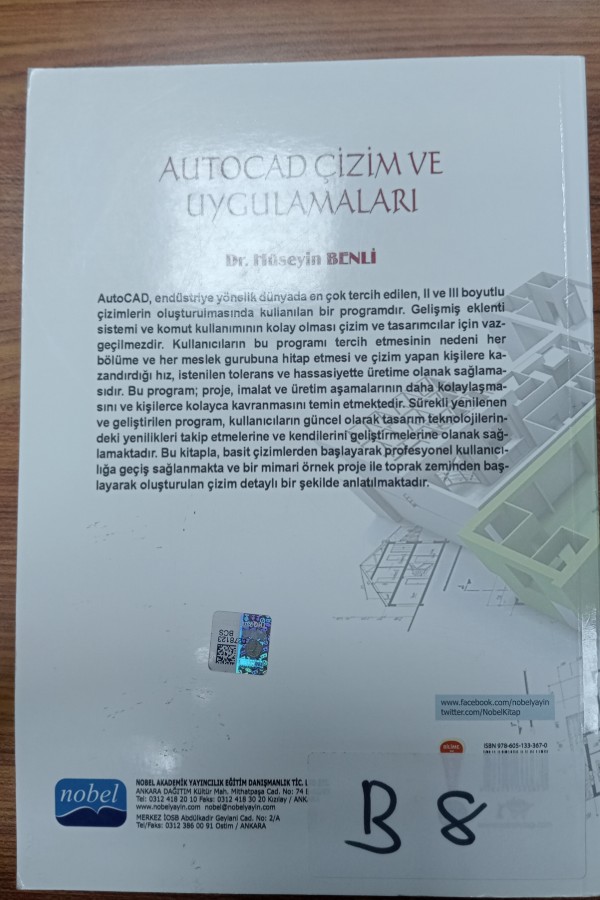 AUTOCAD ÇİZİM VE
UYGULAMALARI
Dr. Hüseyin BENLİ
AutoCAD, endüstriye yönelik dünyada en çok tercih edilen, II ve III boyutlu
çizimlerin oluşturulmasında kullanılan bir programdır. Gelişmiş eklenti
sistemi ve komut kullanımının kolay olması çizim ve tasarımcılar için vaz-
geçilmezdir. Kullanıcıların bu programı tercih etmesinin nedeni her
bölüme ve her meslek gurubuna hitap etmesi ve çizim yapan kişilere ka-
zandırdığı hız, istenilen tolerans ve hassasiyette üretime olanak sağlama-
sıdır. Bu program; proje, imalat ve üretim aşamalarının daha kolaylaşma-
sını ve kişilerce kolayca kavranmasını temin etmektedir. Sürekli yenilenen
ve geliştirilen program, kullanıcıların güncel olarak tasarım teknolojilerin-
deki yenilikleri takip etmelerine ve kendilerini geliştirmelerine olanak sağ-
lamaktadır. Bu kitapla, basit çizimlerden başlayarak profesyonel kullanıcı-
lığa geçiş sağlanmakta ve bir mimari örnek proje ile toprak zeminden baş-
layarak oluşturulan çizim detaylı bir şekilde anlatılmaktadır.
278123
BCS
www.facebook.com/nobelyayin
twitter.com/NobelKitap
ISBN 978-605-133-367-0
nobel
NOBEL AKADEMİK YAYINCILIK EĞİTİM DANIŞMANLIK TİC.
ANKARA DAĞITIM Kültür Mah. Mithatpaşa Cad. No: 74
Tel: 0312 418 20 10 Faks: 0312 418 30 20 Kızılay / ANK
www.nobelyayin.com nobel@nobelyayin.com
MERKEZ İOSB Abdülkadir Geylani Cad. No: 2/A
Tel/Faks: 0312 386 00 91 Ostim / ANKARA
B 8